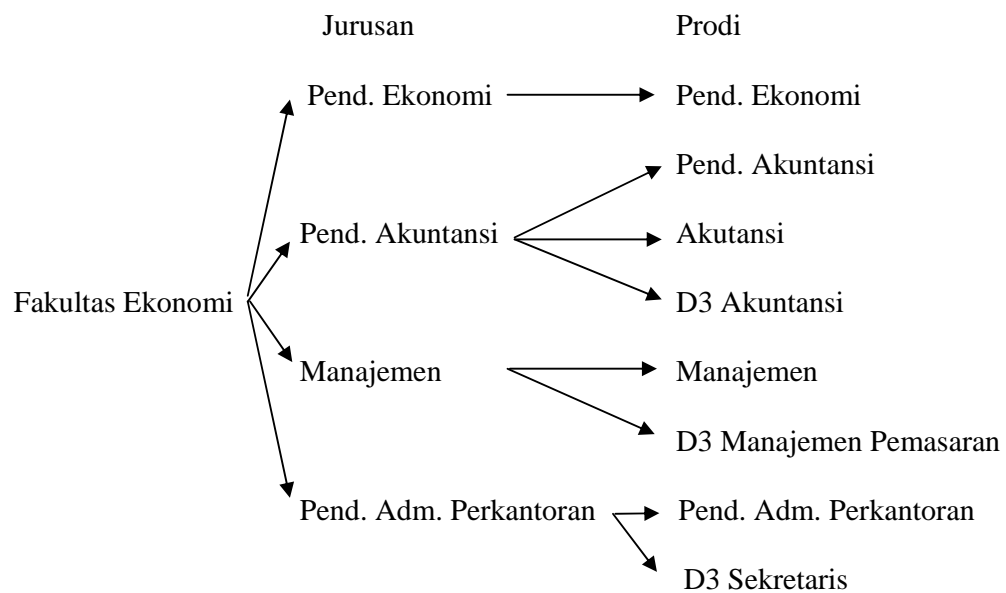 Jurusan Prodi
Pend. Ekonomi Pend. Ekonomi
Pend. Akuntansi
Pend. Akuntansi Akutansi
Fakultas Ekonomi D3 Akuntansi
Manajemen Manajemen
D3 Manajemen Pemasaran
Pend. Adm. Perkantoran Pend. Adm. Perkantoran
D3 Sekretaris